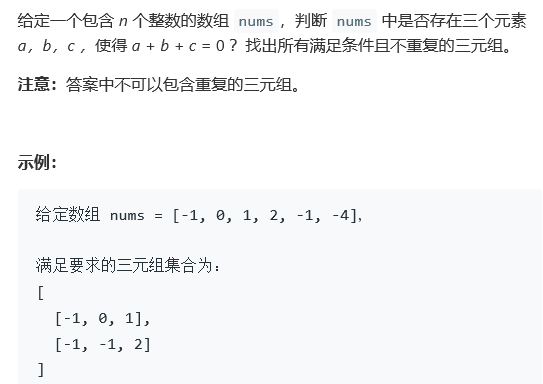 给定一个包含 n 个整数的数组 nums ，判断 nums 中是否存在三个元素
a，b，c ，使得 a + b + c = 0 ？找出所有满足条件且不重复的三元组。
注意：答案中不可以包含重复的三元组。
示例：
给定数组 nums = [-1, 0, 1, 2, -1, -4]，
满足要求的三元组集合为：
[
[-1, 0, 1],
[-1, -1, 2]
]